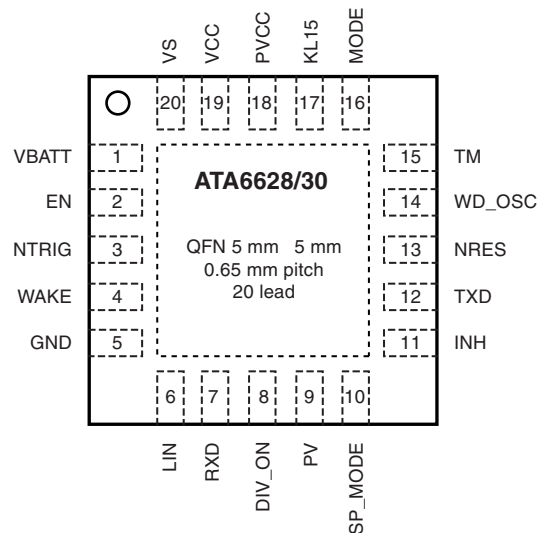 VS
VCC
PVCC
KL15
MODE
20
19
18
17
16
VBATT 1
EN 2
NTRIG 3
WAKE 4
GND 5
ATA6628/30
QFN 5 mm 5 mm
0.65 mm pitch
20 lead
15 TM
14 WD_OSC
13 NRES
12 TXD
11 INH
6
7
8
9
10
LIN
RXD
DIV_ON
PV
SP_MODE